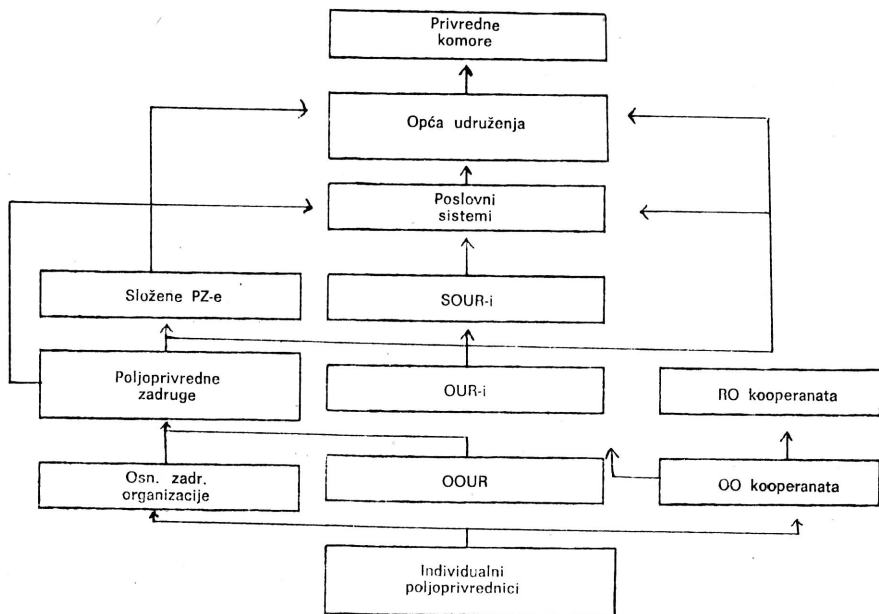 Privredne
komore
Opća udruženja
Poslovni
sistemi
Složene PZ-e
SOUR-i
Poljoprivredne
zadruge
OUR-i
RO kooperanata
Osn. zadr.
organizacije
OOUR
OO kooperanata
Individualni
poljoprivrednici